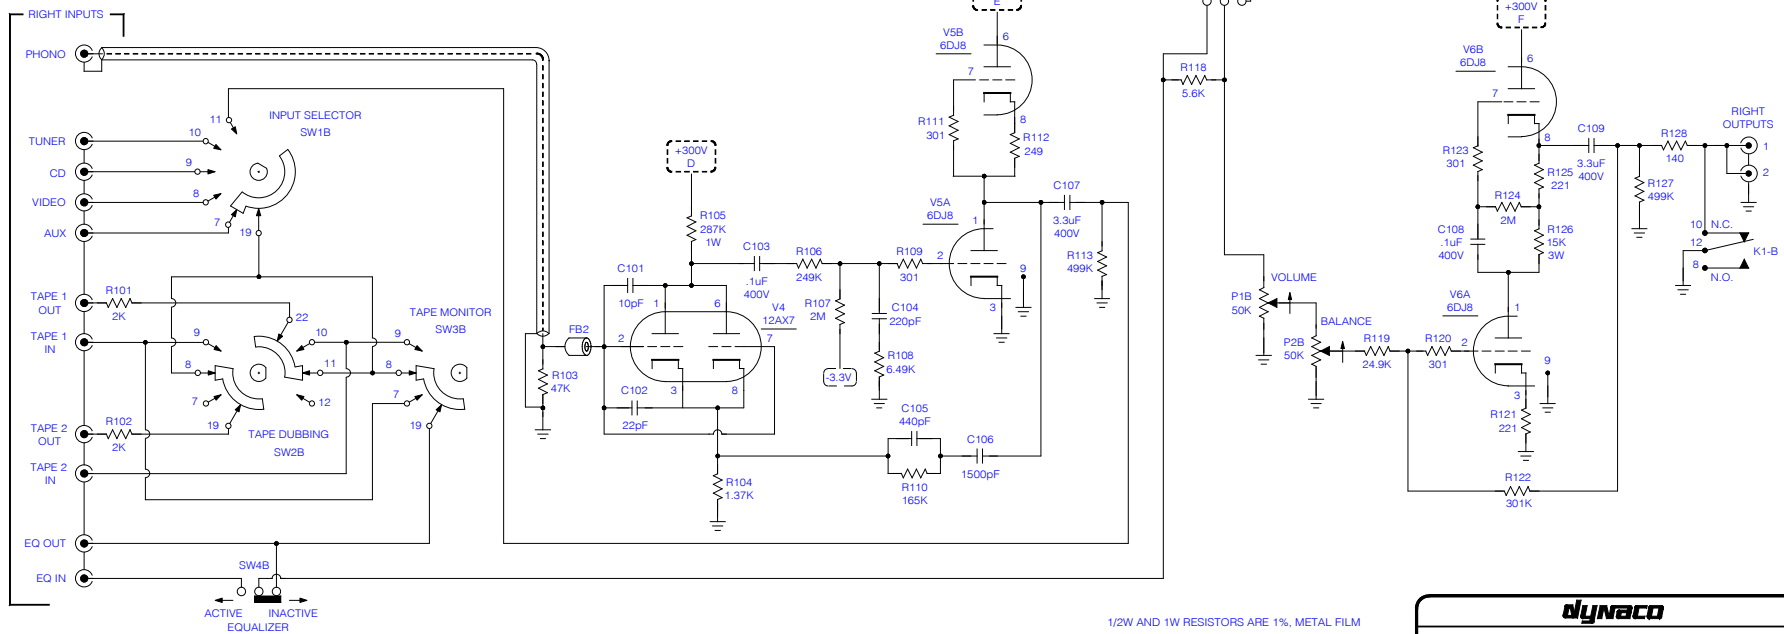 RIGHT INPUTS
PHONO
TUNER
CD
VIDEO
AUX
TAPE 1
OUT
TAPE 1
IN
TAPE 2
OUT
TAPE 2
IN
EQ OUT
EQ IN
INPUT SELECTOR
SW1B
11
10
9
8
7
19
R101
2K
R102
2K
22
9
10
8
11
7
12
19
TAPE DUBBING
SW2B
TAPE MONITOR
SW3B
9
8
7
19
SW4B
ACTIVE
INACTIVE
EQUALIZER
R103
47K
FB2
C101
10pF
C102
22pF
+300V
D
R105
287K
1W
1
6
2
7
3
8
V4
12AX7
R104
1.37K
C103
.1uF
400V
R106
249K
R107
2M
-3.3V
C104
220pF
R108
6.49K
R109
301
C105
440pF
R110
165K
C106
1500pF
E
V5B
6DJ8
6
7
8
R111
301
R112
249
V5A
6DJ8
1
2
3
9
C107
3.3uF
400V
R113
499K
R118
5.6K
VOLUME
P1B
50K
BALANCE
P2B
50K
R119
24.9K
R120
301
+300V
F
V6B
6DJ8
6
7
8
R123
301
R124
2M
R125
221
R126
15K
3W
C108
.1uF
400V
V6A
6DJ8
1
2
3
9
R121
221
R122
301K
C109
3.3uF
400V
R127
499K
R128
140
RIGHT
OUTPUTS
1
2
10
N.C.
12
K1-B
8
N.O.
1/2W AND 1W RESISTORS ARE 1%, METAL FILM
dynaco